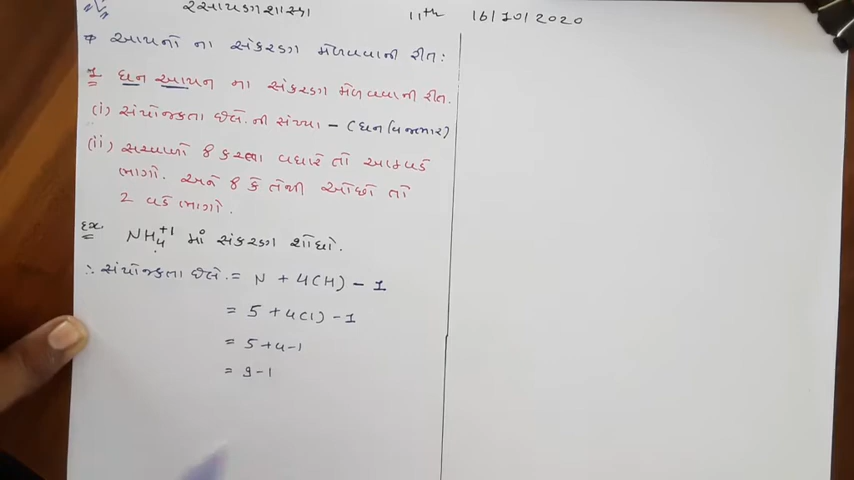 રસાયણશાસ્ત્ર 11th 16/10/2020
* આયનો ના સંકરણ મેળવવાની રીત:
1 ધન આયન ના સંકરણ મેળવવાની રીત.
(i) સંયોજકતા ઈલે. ની સંખ્યા - (ધન વિજભાર)
(ii) સરવાળો 8 કરતા વધારે તો આઠ વડે
ભાગો. અને 8 કે તેથી ઓછો તો
2 વડે ભાગો.
Ex NH₄⁺¹ માં સંકરણ શોધો.
∴ સંયોજકતા ઈલે. = N + 4(H) - 1
= 5 + 4(1) - 1
= 5 + 4 - 1
= 9 - 1